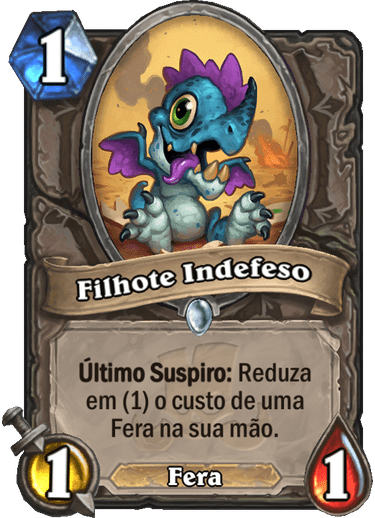 1
Filhote Indefeso
Último Suspiro: Reduza
em (1) o custo de uma
Fera na sua mão.
1
Fera
1